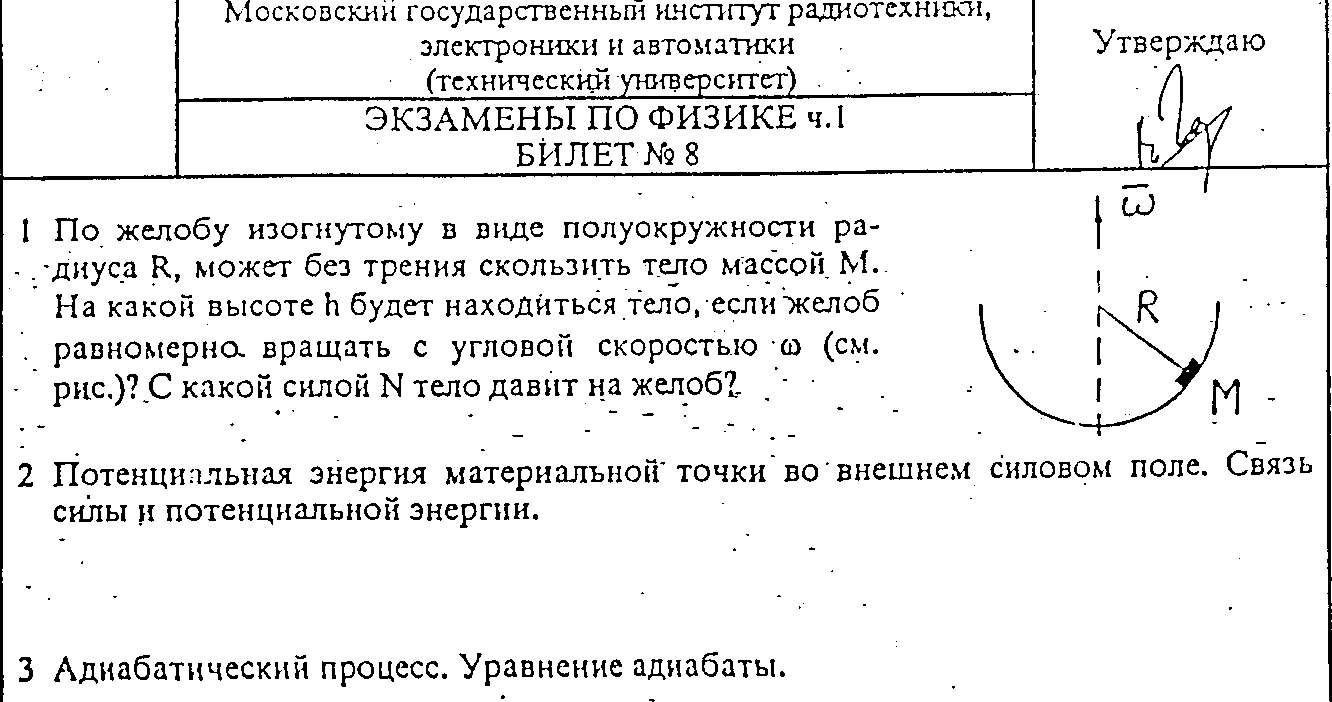 Московский государственный институт радиотехники,
электроники и автоматики
(технический университет)
Утверждаю
ЭКЗАМЕНЫ ПО ФИЗИКЕ ч.1
БИЛЕТ № 8
1 По желобу изогнутому в виде полуокружности ра-
диуса R, может без трения скользить тело массой М.
На какой высоте h будет находиться тело, если желоб
равномерно вращать с угловой скоростью ω (см.
рис.)? С какой силой N тело давит на желоб?
ω
R
M
2 Потенциальная энергия материальной точки во внешнем силовом поле. Связь
силы и потенциальной энергии.
3 Адиабатический процесс. Уравнение адиабаты.